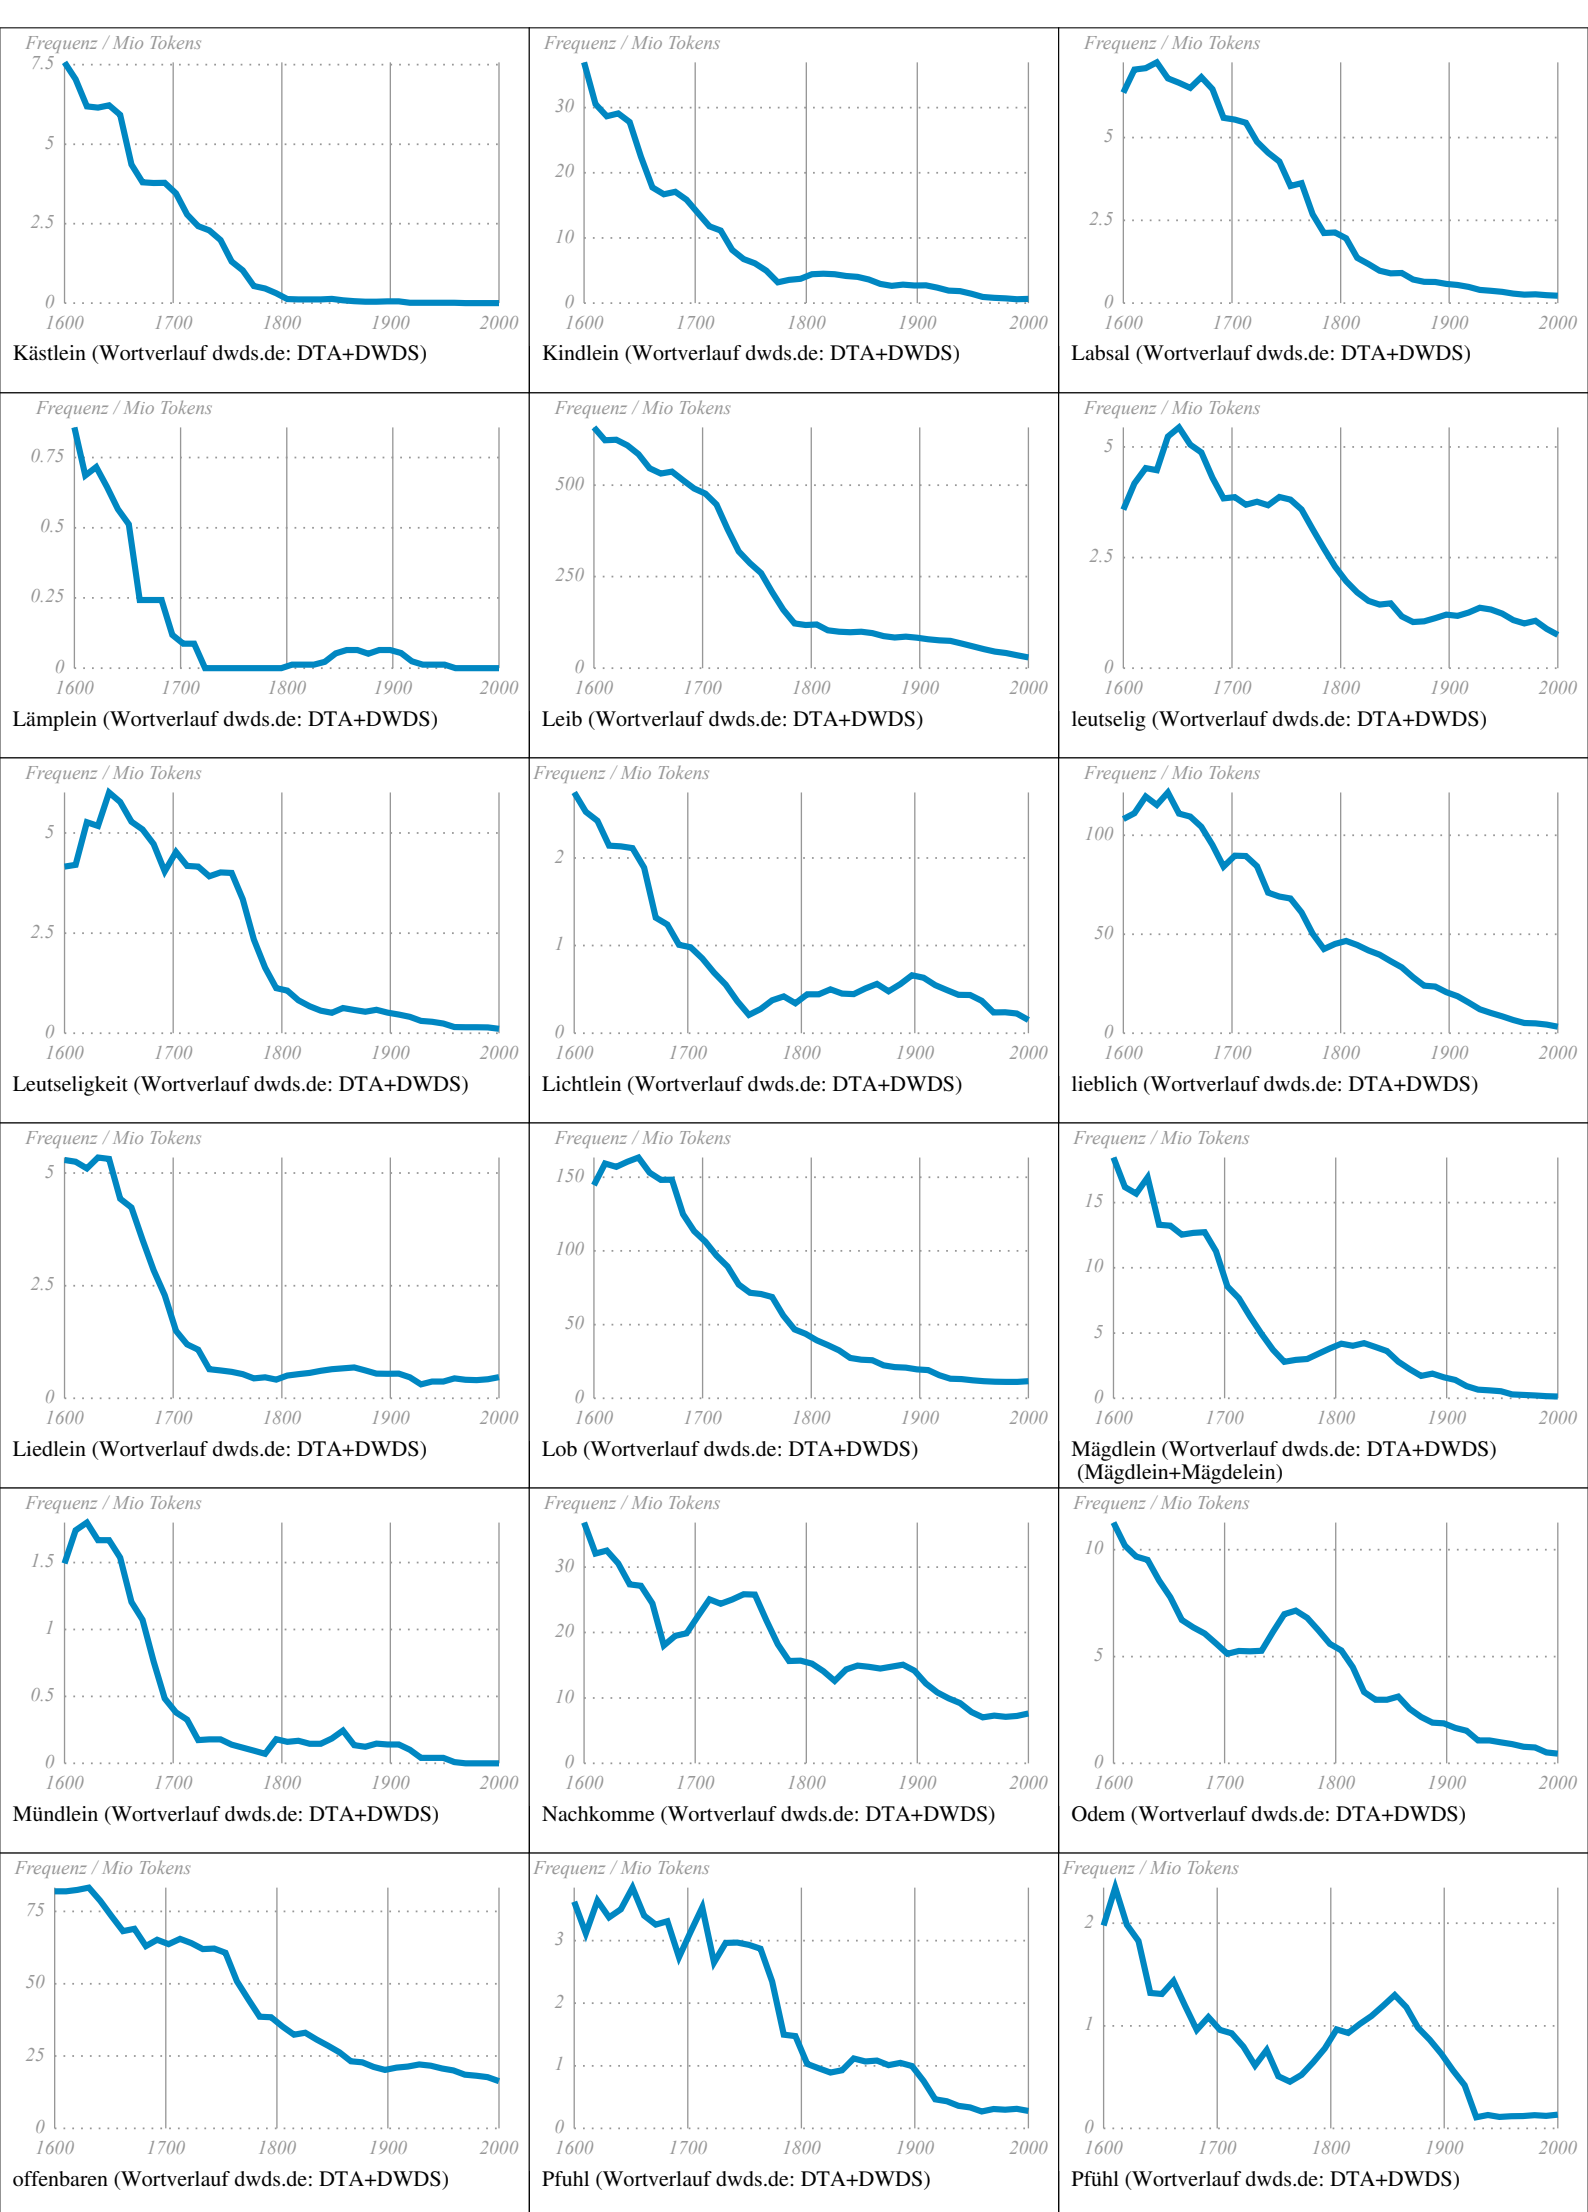 Frequenz / Mio Tokens
7.5
5
2.5
0
1600 1700 1800 1900 2000
Kästlein (Wortverlauf dwds.de: DTA+DWDS)
Frequenz / Mio Tokens
30
20
10
0
1600 1700 1800 1900 2000
Kindlein (Wortverlauf dwds.de: DTA+DWDS)
Frequenz / Mio Tokens
5
2.5
0
1600 1700 1800 1900 2000
Labsal (Wortverlauf dwds.de: DTA+DWDS)
Frequenz / Mio Tokens
0.75
0.5
0.25
0
1600 1700 1800 1900 2000
Lämplein (Wortverlauf dwds.de: DTA+DWDS)
Frequenz / Mio Tokens
500
250
0
1600 1700 1800 1900 2000
Leib (Wortverlauf dwds.de: DTA+DWDS)
Frequenz / Mio Tokens
5
2.5
0
1600 1700 1800 1900 2000
leutselig (Wortverlauf dwds.de: DTA+DWDS)
Frequenz / Mio Tokens
5
2.5
0
1600 1700 1800 1900 2000
Leutseligkeit (Wortverlauf dwds.de: DTA+DWDS)
Frequenz / Mio Tokens
2
1
0
1600 1700 1800 1900 2000
Lichtlein (Wortverlauf dwds.de: DTA+DWDS)
Frequenz / Mio Tokens
100
50
0
1600 1700 1800 1900 2000
lieblich (Wortverlauf dwds.de: DTA+DWDS)
Frequenz / Mio Tokens
5
2.5
0
1600 1700 1800 1900 2000
Liedlein (Wortverlauf dwds.de: DTA+DWDS)
Frequenz / Mio Tokens
150
100
50
0
1600 1700 1800 1900 2000
Lob (Wortverlauf dwds.de: DTA+DWDS)
Frequenz / Mio Tokens
15
10
5
0
1600 1700 1800 1900 2000
Mägdlein (Wortverlauf dwds.de: DTA+DWDS)
(Mägdlein+Mägdelein)
Frequenz / Mio Tokens
1.5
1
0.5
0
1600 1700 1800 1900 2000
Mündlein (Wortverlauf dwds.de: DTA+DWDS)
Frequenz / Mio Tokens
30
20
10
0
1600 1700 1800 1900 2000
Nachkomme (Wortverlauf dwds.de: DTA+DWDS)
Frequenz / Mio Tokens
10
5
0
1600 1700 1800 1900 2000
Odem (Wortverlauf dwds.de: DTA+DWDS)
Frequenz / Mio Tokens
75
50
25
0
1600 1700 1800 1900 2000
offenbaren (Wortverlauf dwds.de: DTA+DWDS)
Frequenz / Mio Tokens
3
2
1
0
1600 1700 1800 1900 2000
Pfuhl (Wortverlauf dwds.de: DTA+DWDS)
Frequenz / Mio Tokens
2
1
0
1600 1700 1800 1900 2000
Pfühl (Wortverlauf dwds.de: DTA+DWDS)